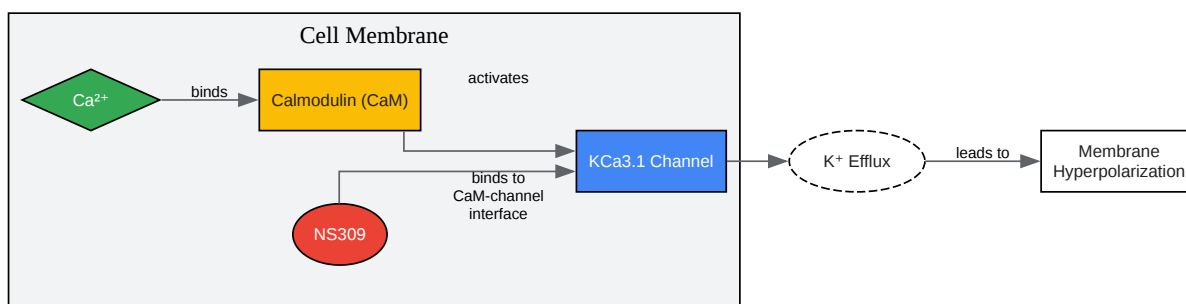 Cell Membrane
Ca²⁺
binds
Calmodulin (CaM)
activates
KCa3.1 Channel
binds to
CaM-channel
interface
NS309
K⁺ Efflux
leads to
Membrane
Hyperpolarization